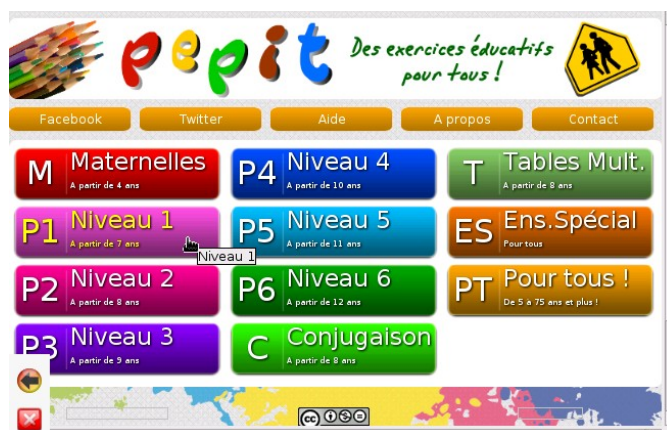 pepit
Des exercices éducatifs
pour tous !
Facebook
Twitter
Aide
A propos
Contact
M Maternelles
A partir de 4 ans
P4 Niveau 4
A partir de 10 ans
T Tables Mult.
A partir de 8 ans
P1 Niveau 1
A partir de 7 ans
Niveau 1
P5 Niveau 5
A partir de 11 ans
ES Ens.Spécial
Pour tous
P2 Niveau 2
A partir de 8 ans
P6 Niveau 6
A partir de 12 ans
PT Pour tous !
De 5 à 75 ans et plus !
P3 Niveau 3
A partir de 9 ans
C Conjugaison
A partir de 8 ans
cc